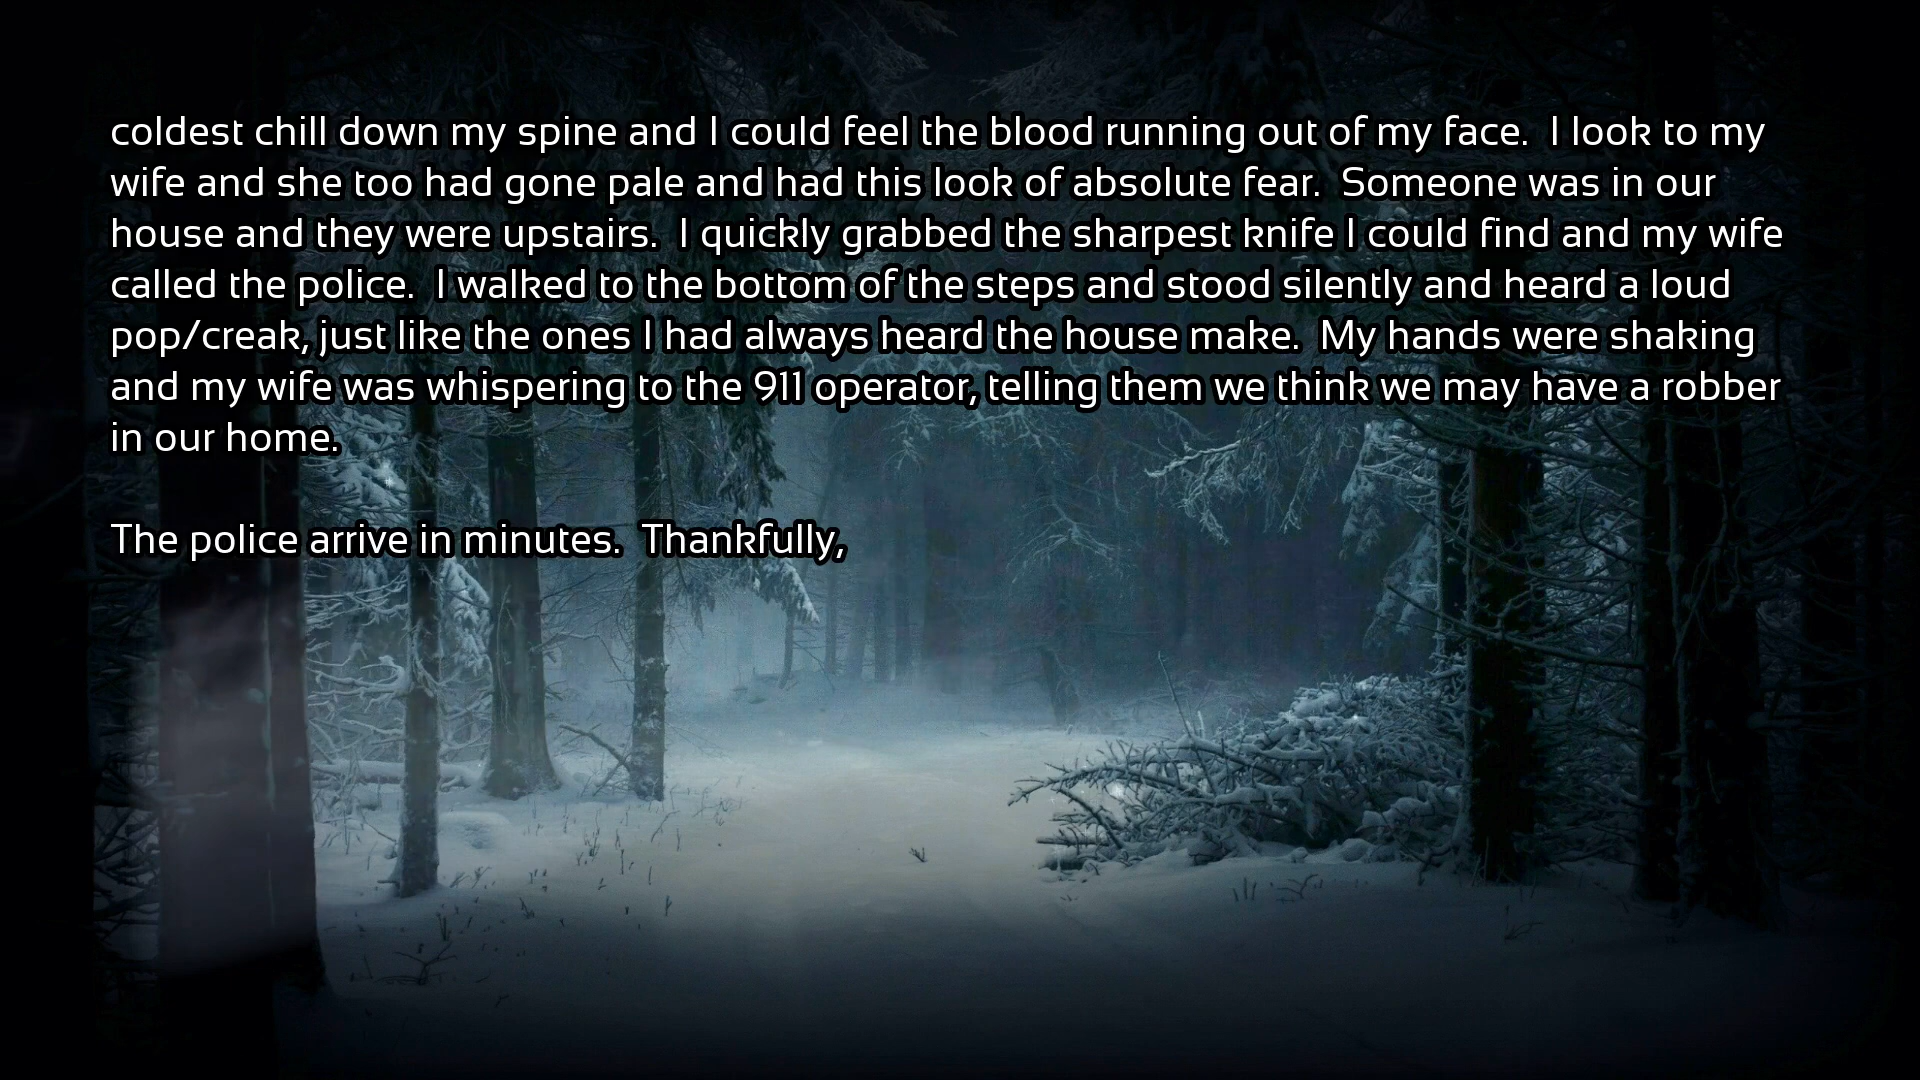 coldest chill down my spine and I could feel the blood running out of my face.  I look to my
wife and she too had gone pale and had this look of absolute fear.  Someone was in our
house and they were upstairs.  I quickly grabbed the sharpest knife I could find and my wife
called the police.  I walked to the bottom of the steps and stood silently and heard a loud
pop/creak, just like the ones I had always heard the house make.  My hands were shaking
and my wife was whispering to the 911 operator, telling them we think we may have a robber
in our home.
The police arrive in minutes.  Thankfully,